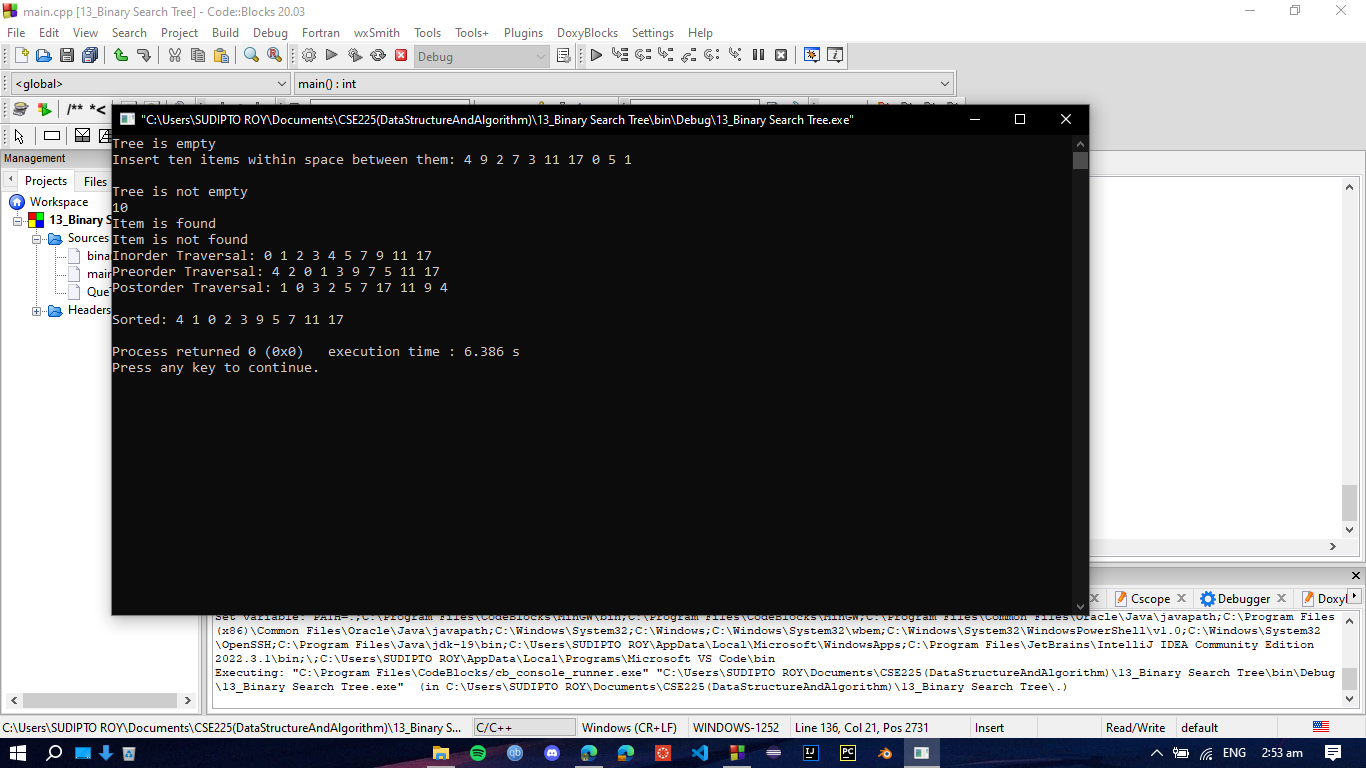 main.cpp [13_Binary Search Tree] - Code::Blocks 20.03
File Edit View Search Project Build Debug Fortran wxSmith Tools Tools+ Plugins DoxyBlocks Settings Help
Debug
<global> main() : int
/** *<
"C:\Users\SUDIPTO ROY\Documents\CSE225(DataStructureAndAlgorithm)\13_Binary Search Tree\bin\Debug\13_Binary Search Tree.exe"
Tree is empty
Insert ten items within space between them: 4 9 2 7 3 11 17 0 5 1
Tree is not empty
10
Item is found
Item is not found
Inorder Traversal: 0 1 2 3 4 5 7 9 11 17
Preorder Traversal: 4 2 0 1 3 9 7 5 11 17
Postorder Traversal: 1 0 3 2 5 7 17 11 9 4
Sorted: 4 1 0 2 3 9 5 7 11 17
Process returned 0 (0x0)   execution time : 6.386 s
Press any key to continue.
Management
Projects Files
Workspace
13_Binary S
Sources
bina
main
Que
Headers
Cscope Debugger Doxyl
Set variable: PATH=.;C:\Program Files\CodeBlocks\MinGW\bin;C:\Program Files\CodeBlocks\MinGW;C:\Program Files\Common Files\Oracle\Java\javapath;C:\Program Files
(x86)\Common Files\Oracle\Java\javapath;C:\Windows\System32;C:\Windows;C:\Windows\System32\wbem;C:\Windows\System32\WindowsPowerShell\v1.0;C:\Windows\System32
\OpenSSH;C:\Program Files\Java\jdk-19\bin;C:\Users\SUDIPTO ROY\AppData\Local\Microsoft\WindowsApps;C:\Program Files\JetBrains\IntelliJ IDEA Community Edition
2022.3.1\bin;\;C:\Users\SUDIPTO ROY\AppData\Local\Programs\Microsoft VS Code\bin
Executing: "C:\Program Files\CodeBlocks/cb_console_runner.exe" "C:\Users\SUDIPTO ROY\Documents\CSE225(DataStructureAndAlgorithm)\13_Binary Search Tree\bin\Debug
\13_Binary Search Tree.exe"  (in C:\Users\SUDIPTO ROY\Documents\CSE225(DataStructureAndAlgorithm)\13_Binary Search Tree\.)
C:\Users\SUDIPTO ROY\Documents\CSE225(DataStructureAndAlgorithm)\13_Binary S... C/C++ Windows (CR+LF) WINDOWS-1252 Line 136, Col 21, Pos 2731 Insert Read/Write default
ENG 2:53 am